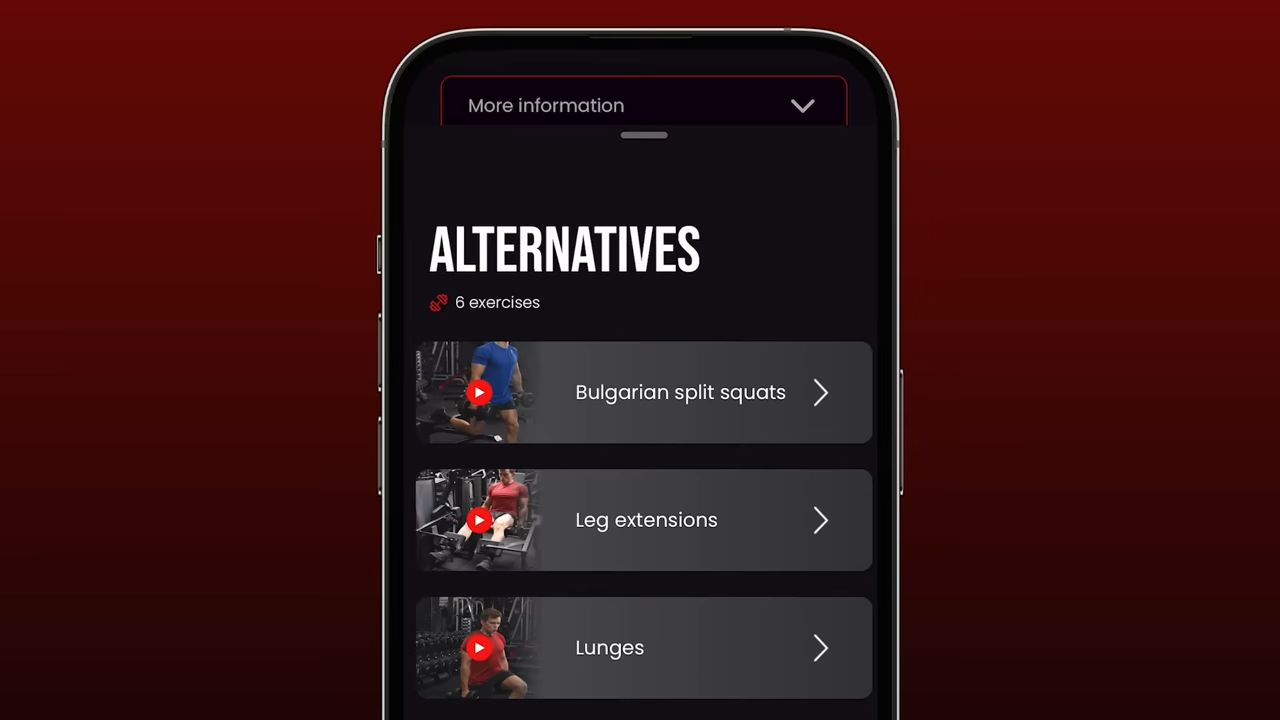 More information
ALTERNATIVES
6 exercises
Bulgarian split squats
Leg extensions
Lunges